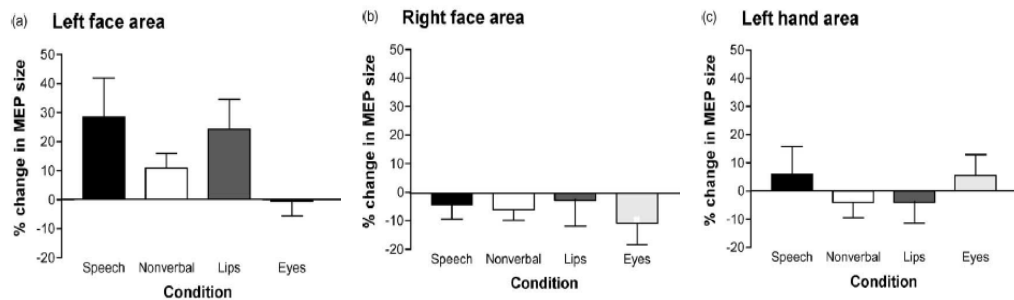 (a) Left face area
% change in MEP size
50
40
30
20
10
0
-10
-20
Speech Nonverbal Lips Eyes
Condition
(b) Right face area
% change in MEP size
50
40
30
20
10
0
-10
-20
Speech Nonverbal Lips Eyes
Condition
(c) Left hand area
% change in MEP size
50
40
30
20
10
0
-10
-20
Speech Nonverbal Lips Eyes
Condition